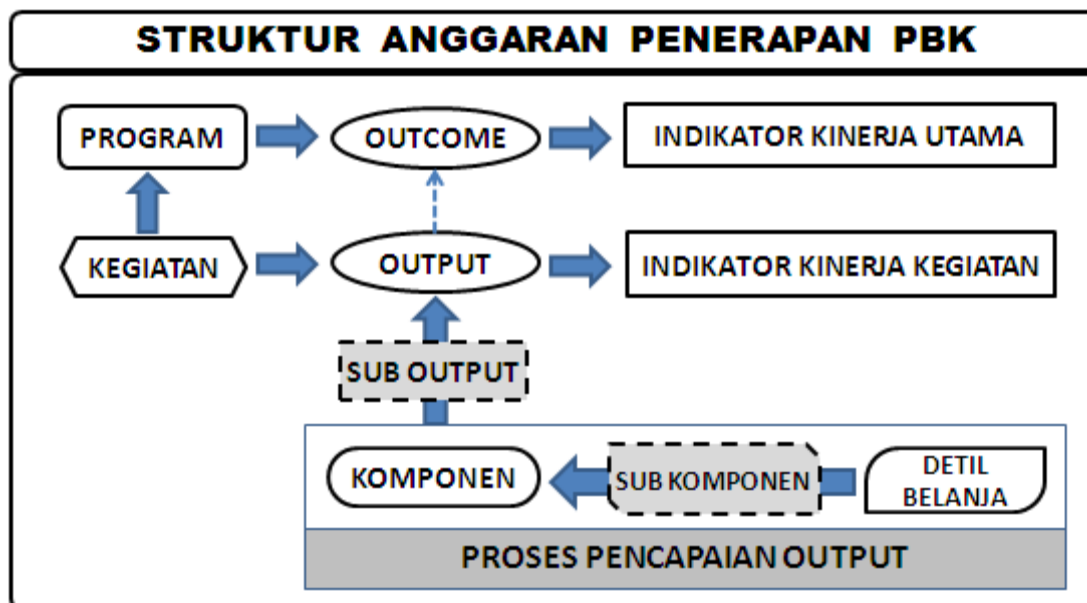 STRUKTUR ANGGARAN PENERAPAN PBK
PROGRAM
OUTCOME
INDIKATOR KINERJA UTAMA
KEGIATAN
OUTPUT
INDIKATOR KINERJA KEGIATAN
SUB OUTPUT
KOMPONEN
SUB KOMPONEN
DETIL
BELANJA
PROSES PENCAPAIAN OUTPUT